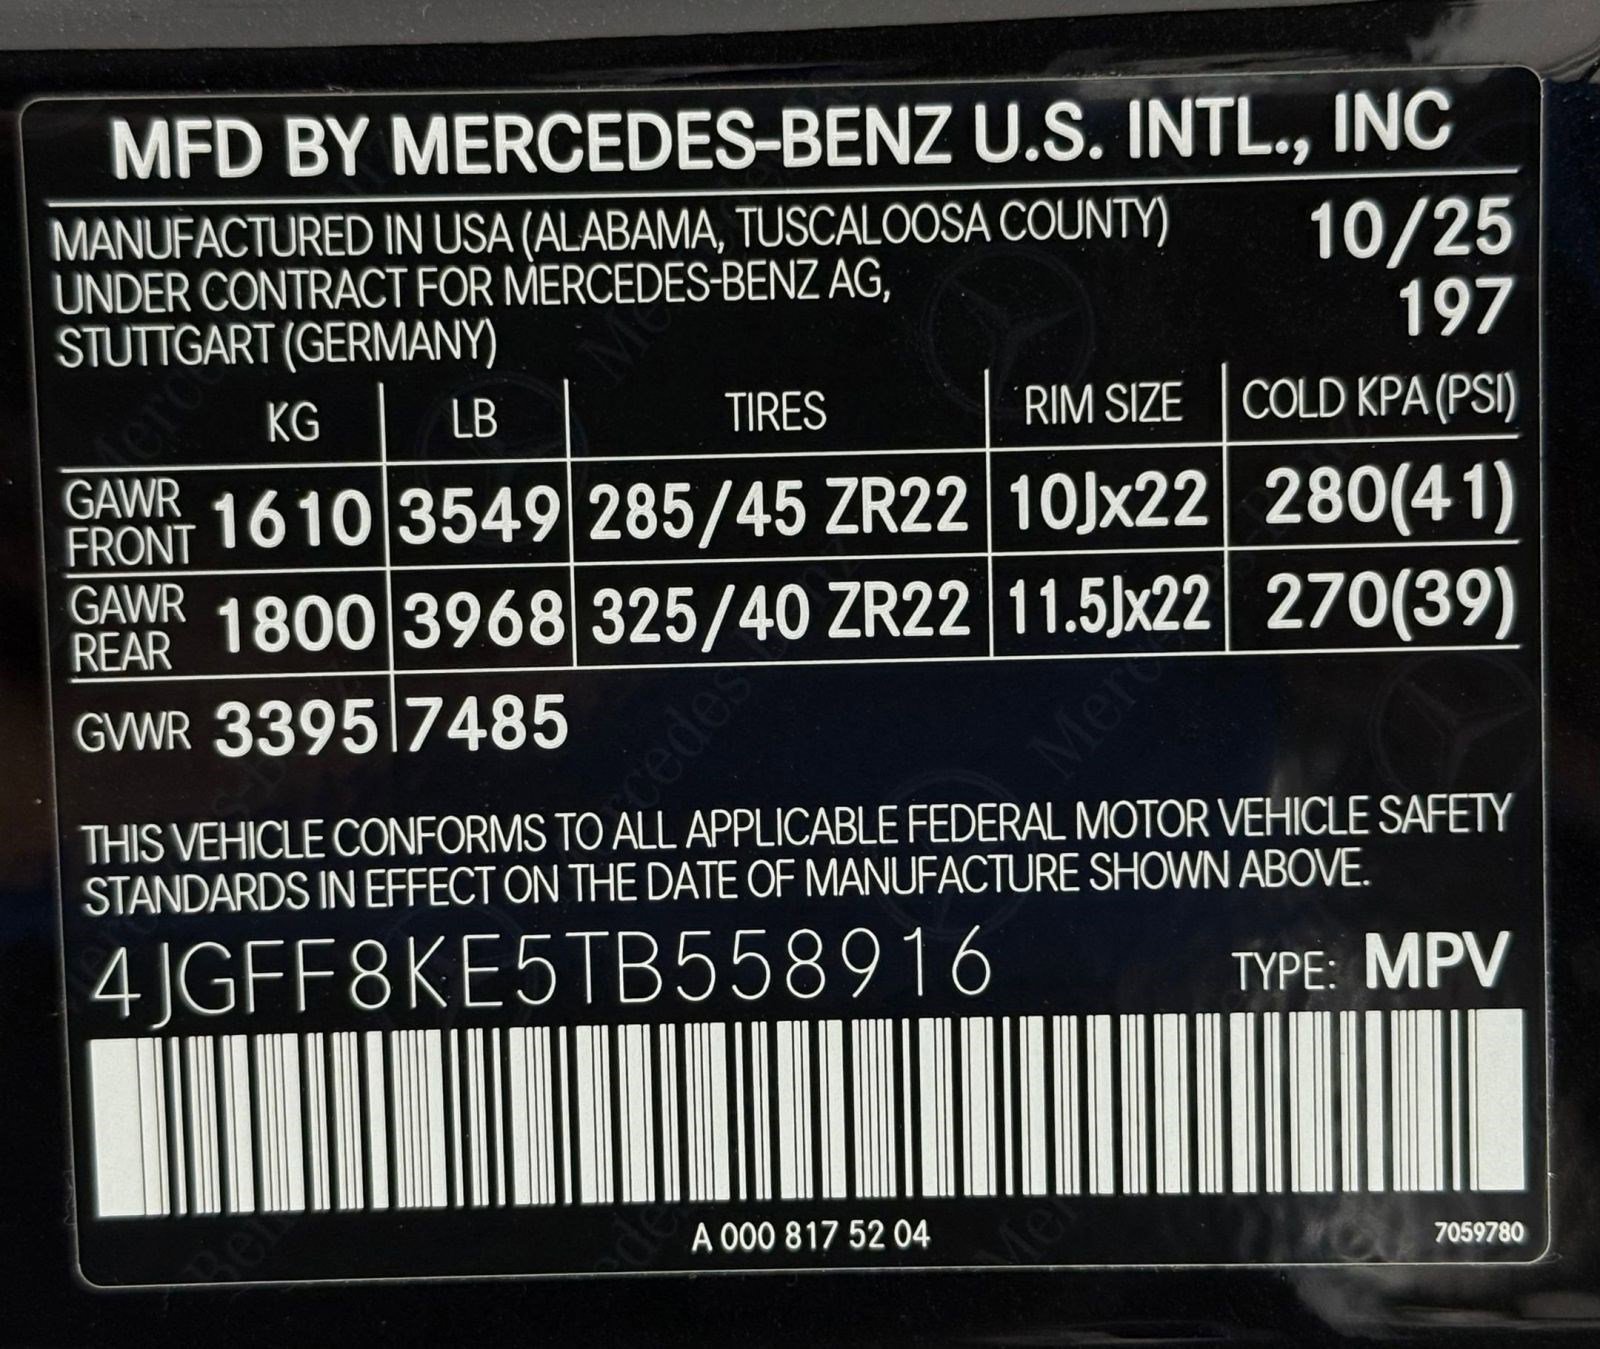 MFD BY MERCEDES-BENZ U.S. INTL., INC
MANUFACTURED IN USA (ALABAMA, TUSCALOOSA COUNTY) 10/25
UNDER CONTRACT FOR MERCEDES-BENZ AG, 197
STUTTGART (GERMANY)
KG LB TIRES RIM SIZE COLD KPA (PSI)
GAWR FRONT 1610 3549 285/45 ZR22 10Jx22 280(41)
GAWR REAR 1800 3968 325/40 ZR22 11.5Jx22 270(39)
GVWR 3395 7485
THIS VEHICLE CONFORMS TO ALL APPLICABLE FEDERAL MOTOR VEHICLE SAFETY
STANDARDS IN EFFECT ON THE DATE OF MANUFACTURE SHOWN ABOVE.
4JGFF8KE5TB558916 TYPE: MPV
A 000 817 52 04 7059780